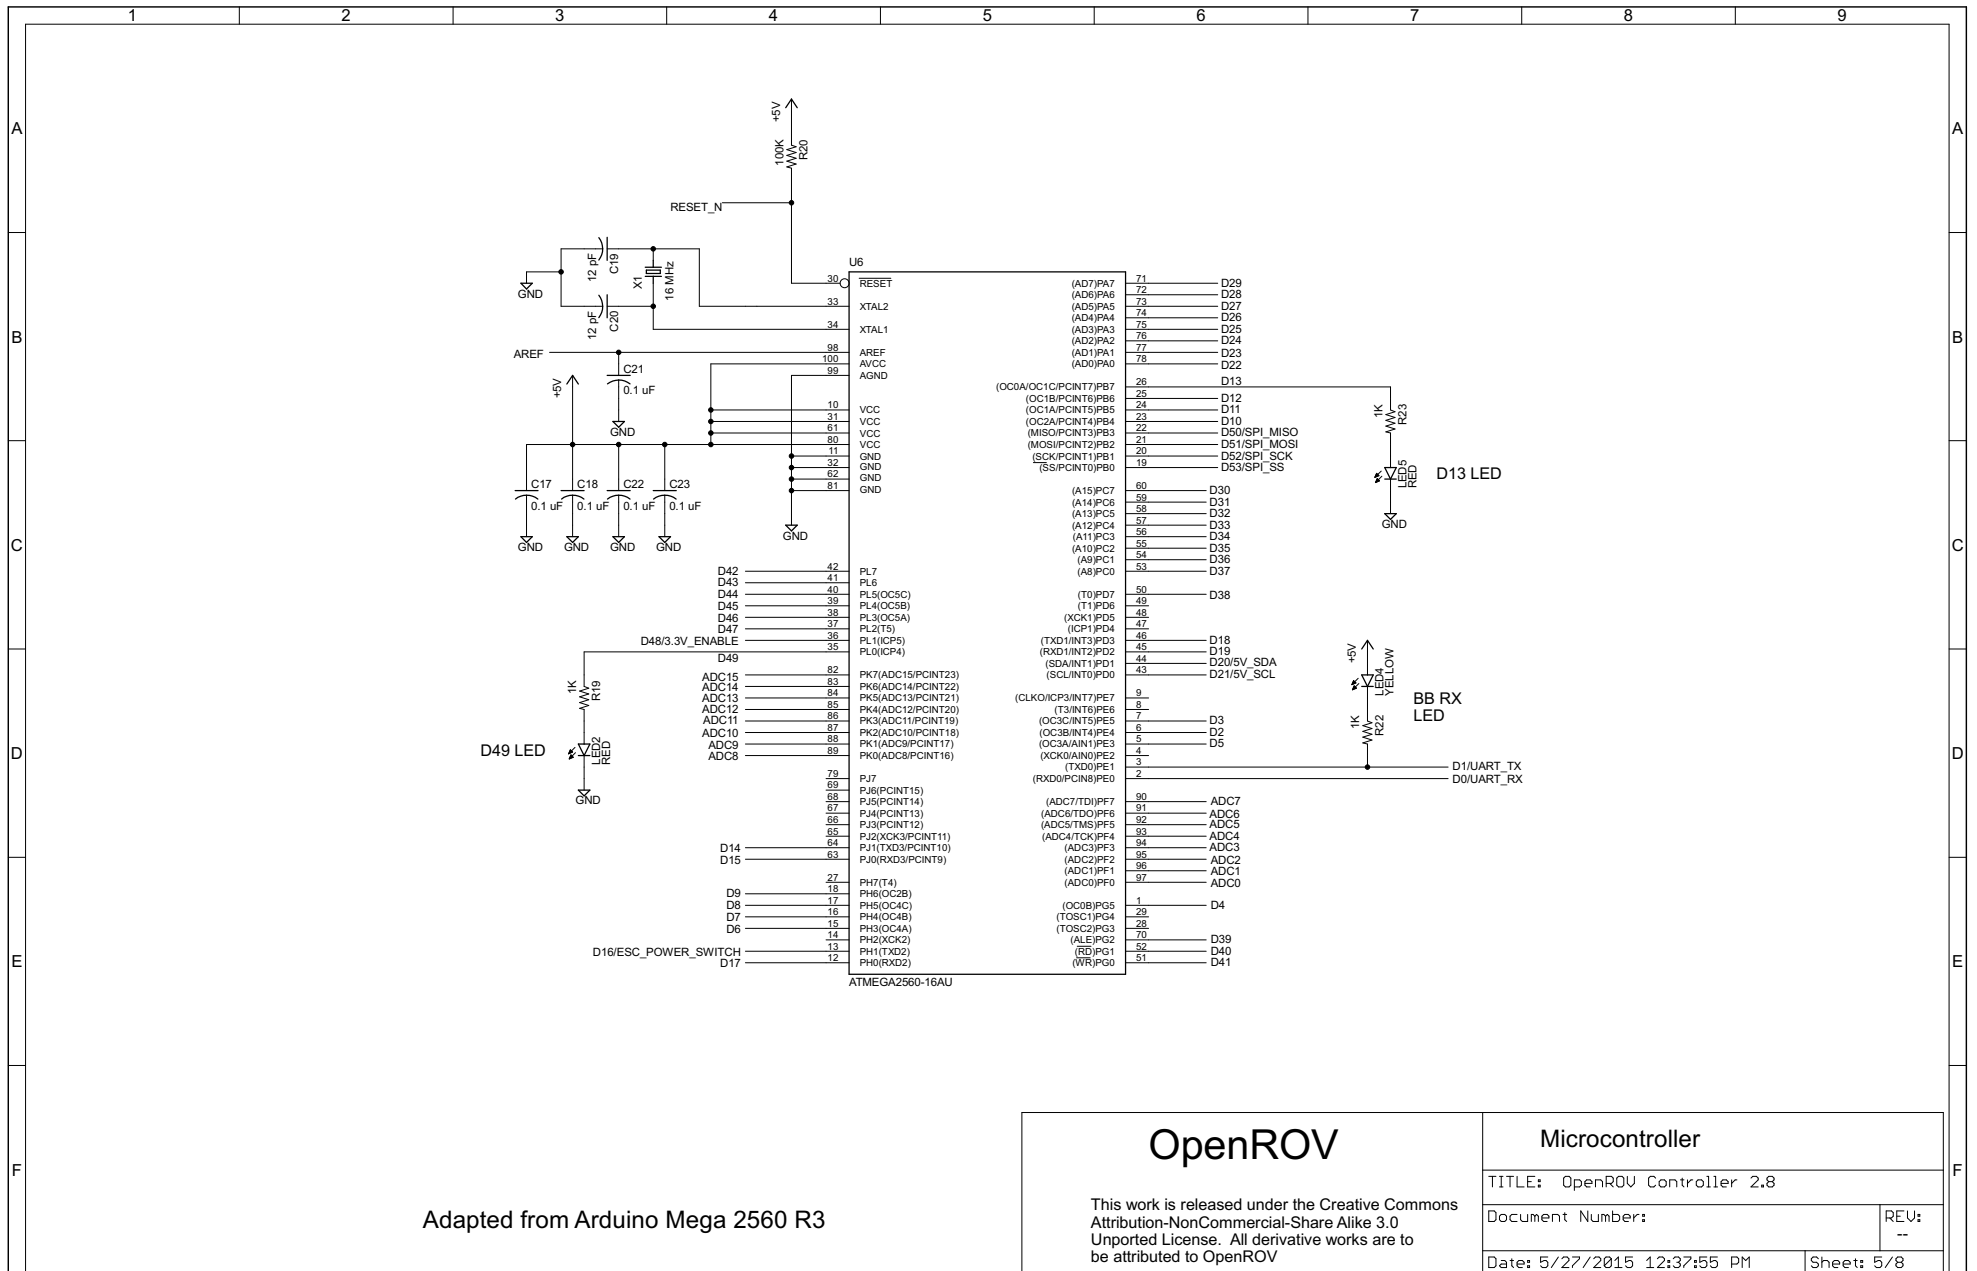 1 2 3 4 5 6 7 8 9
A A
B B
C C
D D
E E
F F
+5V
100K
R20
RESET_N
12 pF
C19
X1
16 MHz
12 pF
C20
GND
AREF
C21
0.1 uF
GND
+5V
C17
0.1 uF
C18
0.1 uF
C22
0.1 uF
C23
0.1 uF
GND GND GND GND
GND
U6
30 RESET
33 XTAL2
34 XTAL1
98 AREF
100 AVCC
99 AGND
10 VCC
31 VCC
61 VCC
80 VCC
11 GND
32 GND
62 GND
81 GND
D42 42 PL7
D43 41 PL6
D44 40 PL5(OC5C)
D45 39 PL4(OC5B)
D46 38 PL3(OC5A)
D47 37 PL2(T5)
D48/3.3V_ENABLE 36 PL1(ICP5)
D49 35 PL0(ICP4)
1K
R19
D49 LED
LED2
RED
GND
ADC15 82 PK7(ADC15/PCINT23)
ADC14 83 PK6(ADC14/PCINT22)
ADC13 84 PK5(ADC13/PCINT21)
ADC12 85 PK4(ADC12/PCINT20)
ADC11 86 PK3(ADC11/PCINT19)
ADC10 87 PK2(ADC10/PCINT18)
ADC9 88 PK1(ADC9/PCINT17)
ADC8 89 PK0(ADC8/PCINT16)
79 PJ7
69 PJ6(PCINT15)
68 PJ5(PCINT14)
67 PJ4(PCINT13)
66 PJ3(PCINT12)
65 PJ2(XCK3/PCINT11)
D14 64 PJ1(TXD3/PCINT10)
D15 63 PJ0(RXD3/PCINT9)
27 PH7(T4)
D9 18 PH6(OC2B)
D8 17 PH5(OC4C)
D7 16 PH4(OC4B)
D6 15 PH3(OC4A)
14 PH2(XCK2)
D16/ESC_POWER_SWITCH 13 PH1(TXD2)
D17 12 PH0(RXD2)
ATMEGA2560-16AU
(AD7)PA7 71 D29
(AD6)PA6 72 D28
(AD5)PA5 73 D27
(AD4)PA4 74 D26
(AD3)PA3 75 D25
(AD2)PA2 76 D24
(AD1)PA1 77 D23
(AD0)PA0 78 D22
(OC0A/OC1C/PCINT7)PB7 26 D13
(OC1B/PCINT6)PB6 25 D12
(OC1A/PCINT5)PB5 24 D11
(OC2A/PCINT4)PB4 23 D10
(MISO/PCINT3)PB3 22 D50/SPI_MISO
(MOSI/PCINT2)PB2 21 D51/SPI_MOSI
(SCK/PCINT1)PB1 20 D52/SPI_SCK
(SS/PCINT0)PB0 19 D53/SPI_SS
1K
R23
LED5
RED
D13 LED
GND
(A15)PC7 60 D30
(A14)PC6 59 D31
(A13)PC5 58 D32
(A12)PC4 57 D33
(A11)PC3 56 D34
(A10)PC2 55 D35
(A9)PC1 54 D36
(A8)PC0 53 D37
(T0)PD7 50 D38
(T1)PD6 49
(XCK1)PD5 48
(ICP1)PD4 47
(TXD1/INT3)PD3 46 D18
(RXD1/INT2)PD2 45 D19
(SDA/INT1)PD1 44 D20/5V_SDA
(SCL/INT0)PD0 43 D21/5V_SCL
(CLKO/ICP3/INT7)PE7 9
(T3/INT6)PE6 8
(OC3C/INT5)PE5 7 D3
(OC3B/INT4)PE4 6 D2
(OC3A/AIN1)PE3 5 D5
(XCK0/AIN0)PE2 4
(TXD0)PE1 3 D1/UART_TX
(RXD0/PCIN8)PE0 2 D0/UART_RX
+5V
LED4
YELLOW
1K
R22
BB RX
LED
(ADC7/TDI)PF7 90 ADC7
(ADC6/TDO)PF6 91 ADC6
(ADC5/TMS)PF5 92 ADC5
(ADC4/TCK)PF4 93 ADC4
(ADC3)PF3 94 ADC3
(ADC2)PF2 95 ADC2
(ADC1)PF1 96 ADC1
(ADC0)PF0 97 ADC0
(OC0B)PG5 1 D4
(TOSC1)PG4 29
(TOSC2)PG3 28
(ALE)PG2 70 D39
(RD)PG1 52 D40
(WR)PG0 51 D41
Adapted from Arduino Mega 2560 R3
OpenROV
This work is released under the Creative Commons
Attribution-NonCommercial-Share Alike 3.0
Unported License. All derivative works are to
be attributed to OpenROV
Microcontroller
TITLE: OpenROV Controller 2.8
Document Number:
REV:
--
Date: 5/27/2015 12:37:55 PM
Sheet: 5/8